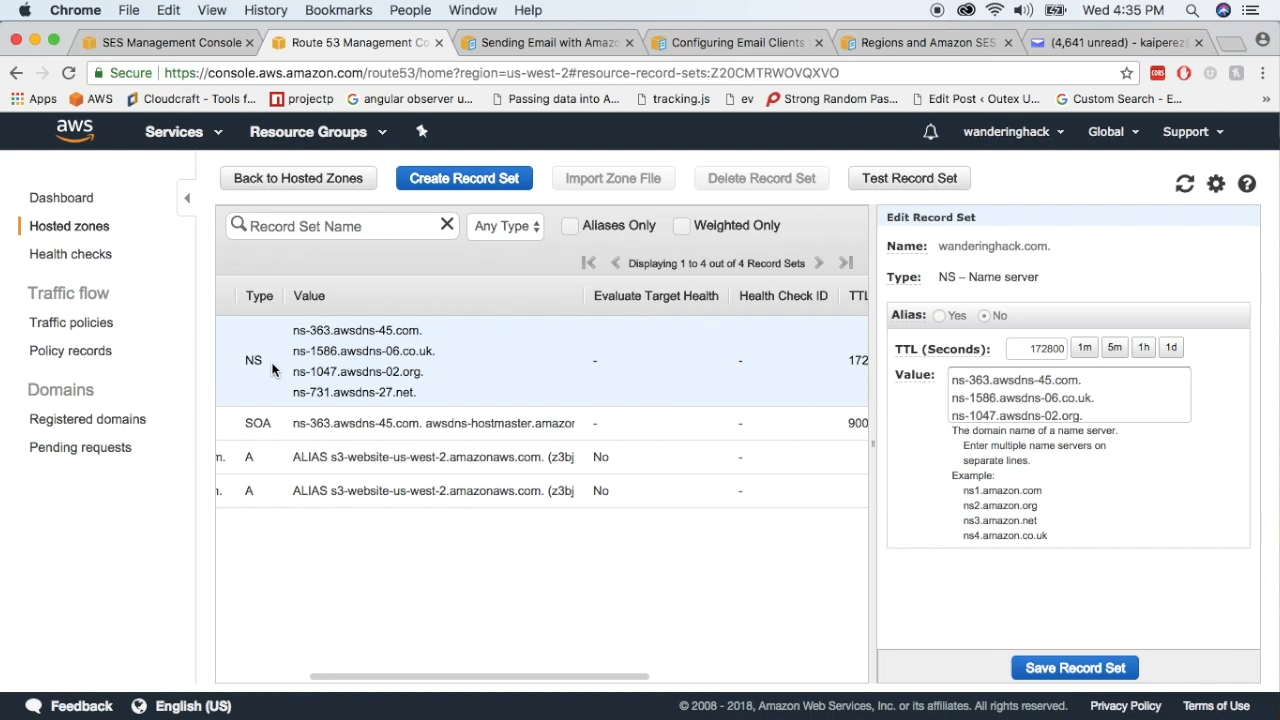 Chrome File Edit View History Bookmarks People Window Help Wed 4:35 PM
SES Management Console Route 53 Management Co Sending Email with Amazo Configuring Email Clients Regions and Amazon SES (4,641 unread) - kaiperez
Secure https://console.aws.amazon.com/route53/home?region=us-west-2#resource-record-sets:Z20CMTRWOVQXVO
Apps AWS Cloudcraft - Tools f... projectp angular observer u... Passing data into A... tracking.js ev Strong Random Pas... Edit Post ‹ Outex U... Custom Search - E... »
aws Services Resource Groups wanderinghack Global Support
Dashboard
Hosted zones
Health checks
Traffic flow
Traffic policies
Policy records
Domains
Registered domains
Pending requests
Back to Hosted Zones Create Record Set Import Zone File Delete Record Set Test Record Set
Record Set Name Any Type Aliases Only Weighted Only
Displaying 1 to 4 out of 4 Record Sets
Type Value Evaluate Target Health Health Check ID TTL
ns-363.awsdns-45.com.
ns-1586.awsdns-06.co.uk.
NS - - 172
ns-1047.awsdns-02.org.
ns-731.awsdns-27.net.
SOA ns-363.awsdns-45.com. awsdns-hostmaster.amazor - - 900
m. A ALIAS s3-website-us-west-2.amazonaws.com. (z3bj No -
m. A ALIAS s3-website-us-west-2.amazonaws.com. (z3bj No -
Edit Record Set
Name: wanderinghack.com.
Type: NS – Name server
Alias: Yes No
TTL (Seconds): 172800 1m 5m 1h 1d
Value: ns-363.awsdns-45.com.
ns-1586.awsdns-06.co.uk.
ns-1047.awsdns-02.org.
The domain name of a name server.
Enter multiple name servers on
separate lines.
Example:
ns1.amazon.com
ns2.amazon.org
ns3.amazon.net
ns4.amazon.co.uk
Save Record Set
Feedback English (US) © 2008 - 2018, Amazon Web Services, Inc. or its affiliates. All rights reserved. Privacy Policy Terms of Use